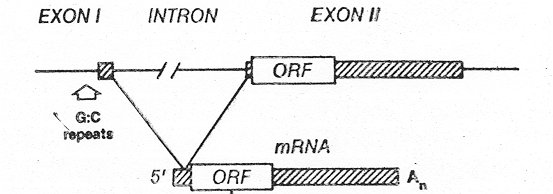 EXON I INTRON EXON II
ORF
G:C
repeats
mRNA
5' ORF An